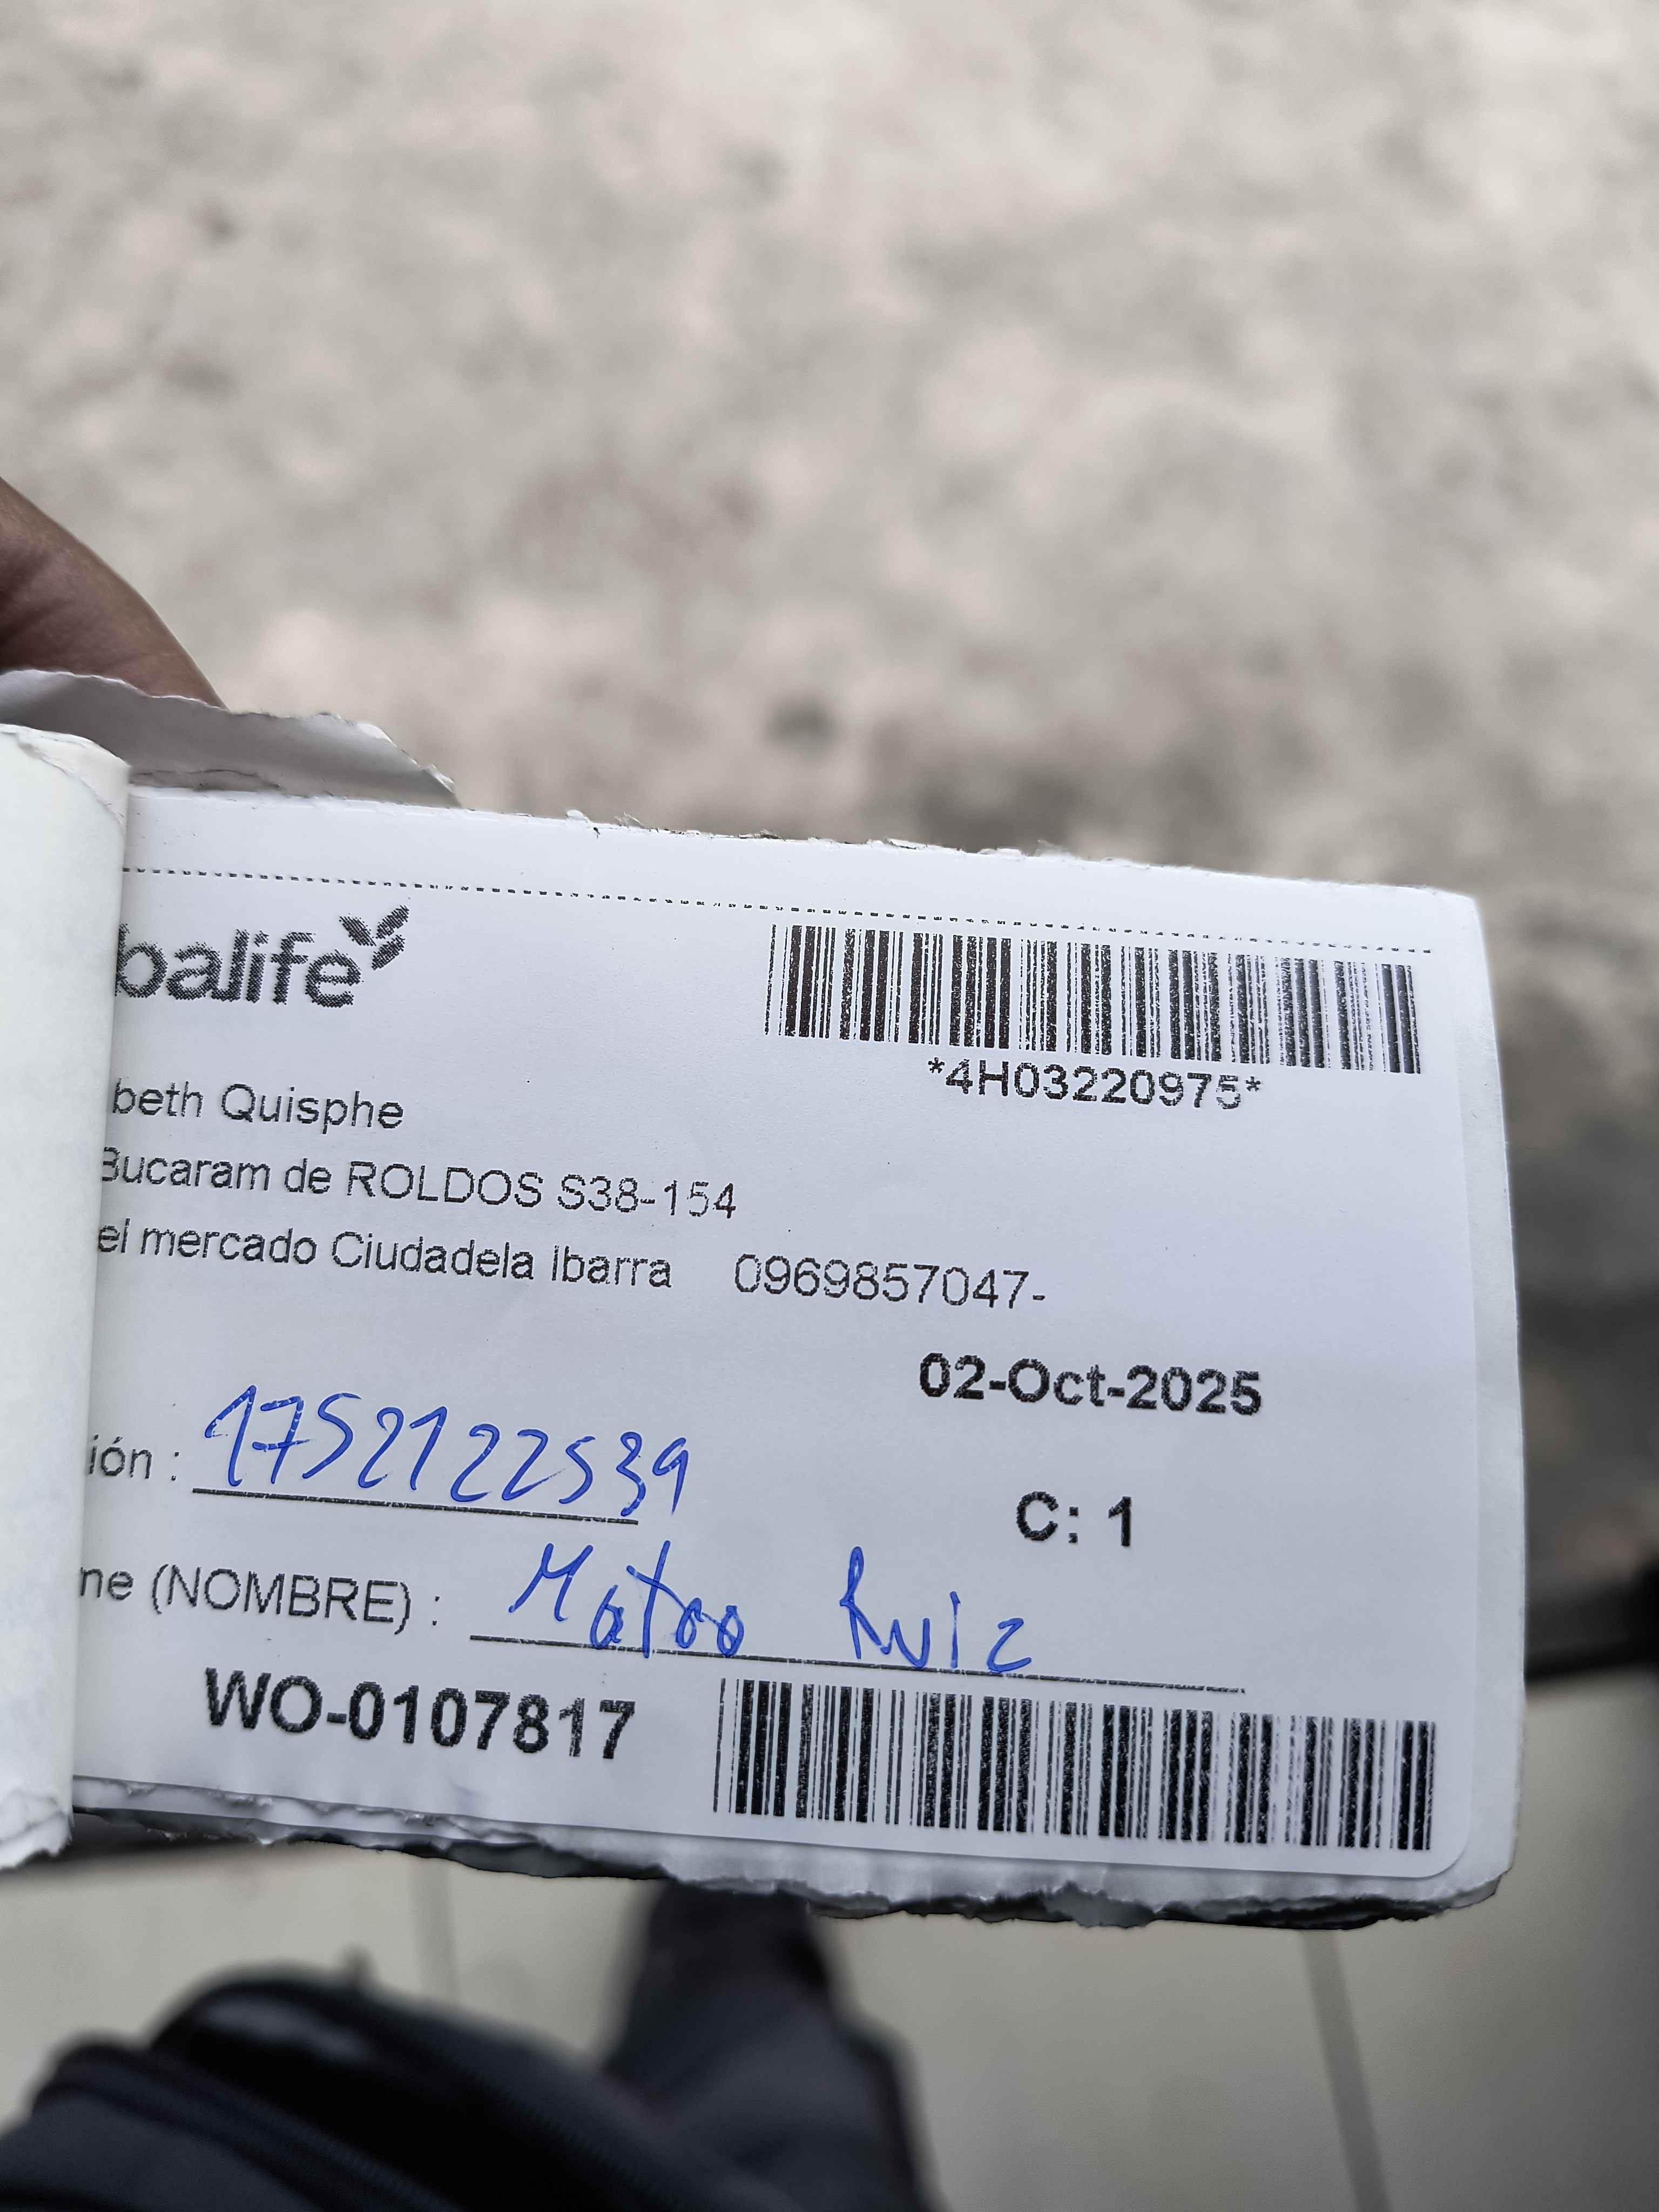 balife
*4H03220975*
beth Quisphe
Bucaram de ROLDOS S38-154
el mercado Ciudadela Ibarra 0969857047-
02-Oct-2025
ión : 1752122539
C: 1
me (NOMBRE) : Mateo Ruiz
WO-0107817